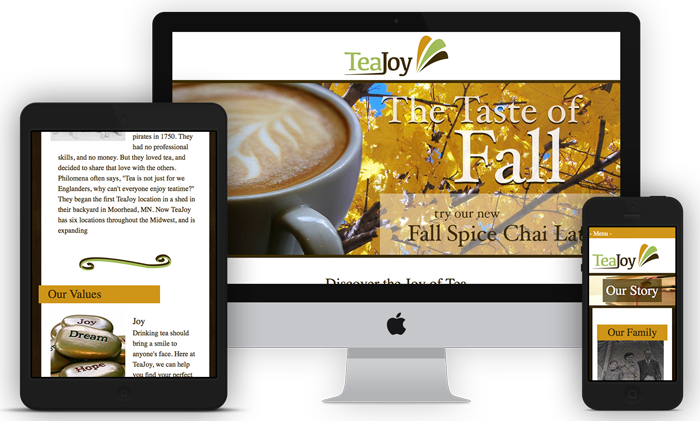 TeaJoy
The Taste of
Fall
try our new
Fall Spice Chai Lat
Discover the Joy of Tea
pirates in 1750. They
had no professional
skills, and no money. But they loved tea, and
decided to share that love with the others.
Philomena often says, "Tea is not just for we
Englanders, why can't everyone enjoy teatime?"
They began the first TeaJoy location in a shed in
their backyard in Moorhead, MN. Now TeaJoy
has six locations throughout the Midwest, and is
expanding
Our Values
Joy
Dream
Hope
Joy
Drinking tea should
bring a smile to
anyone's face. Here at
TeaJoy, we can help
you find your perfect
- Menu -
TeaJoy
Our Story
Our Family